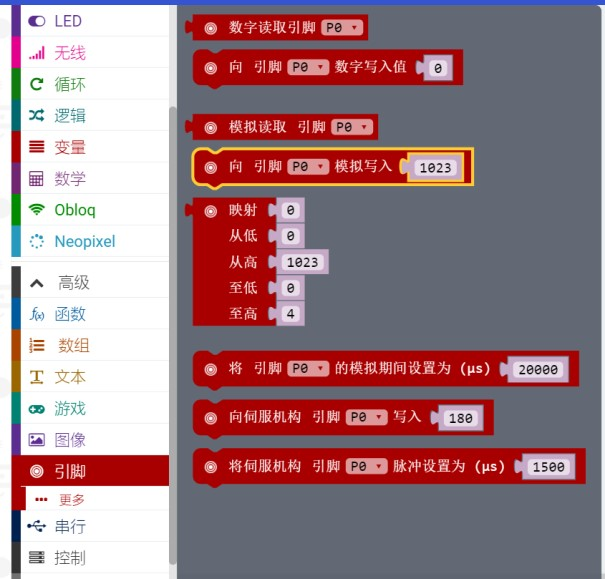 LED
无线
循环
逻辑
变量
数学
Obloq
Neopixel
高级
函数
数组
文本
游戏
图像
引脚
更多
串行
控制
数字读取引脚 P0
向 引脚 P0 数字写入值 0
模拟读取 引脚 P0
向 引脚 P0 模拟写入 1023
映射 0
从低 0
从高 1023
至低 0
至高 4
将 引脚 P0 的模拟期间设置为 (µs) 20000
向伺服机构 引脚 P0 写入 180
将伺服机构 引脚 P0 脉冲设置为 (µs) 1500